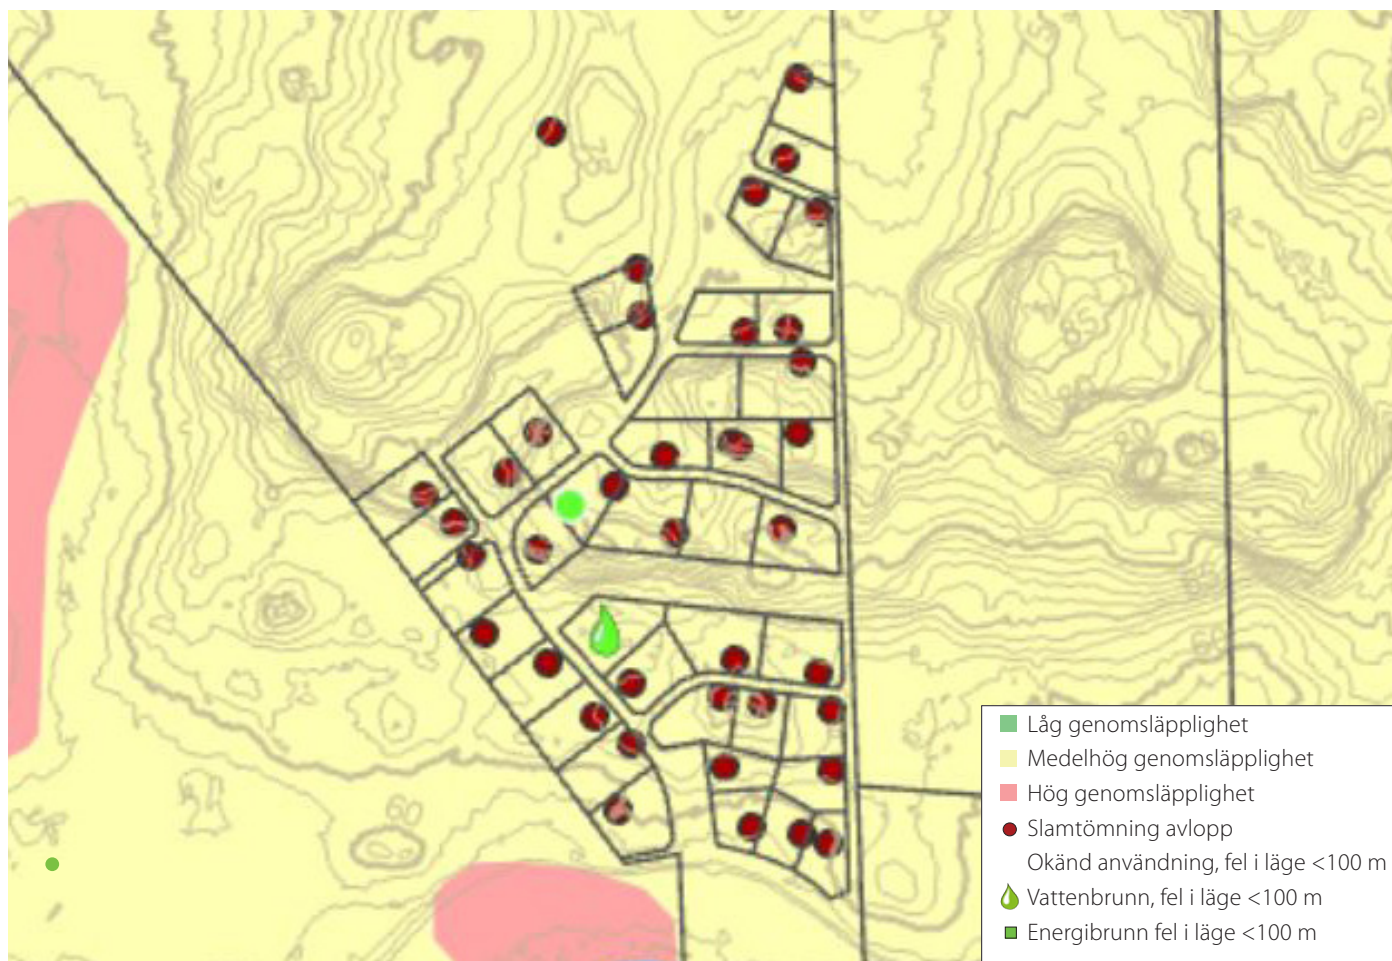 60
Låg genomsläpplighet
Medelhög genomsläpplighet
Hög genomsläpplighet
Slamtömning avlopp
Okänd användning, fel i läge <100 m
Vattenbrunn, fel i läge <100 m
Energibrunn fel i läge <100 m